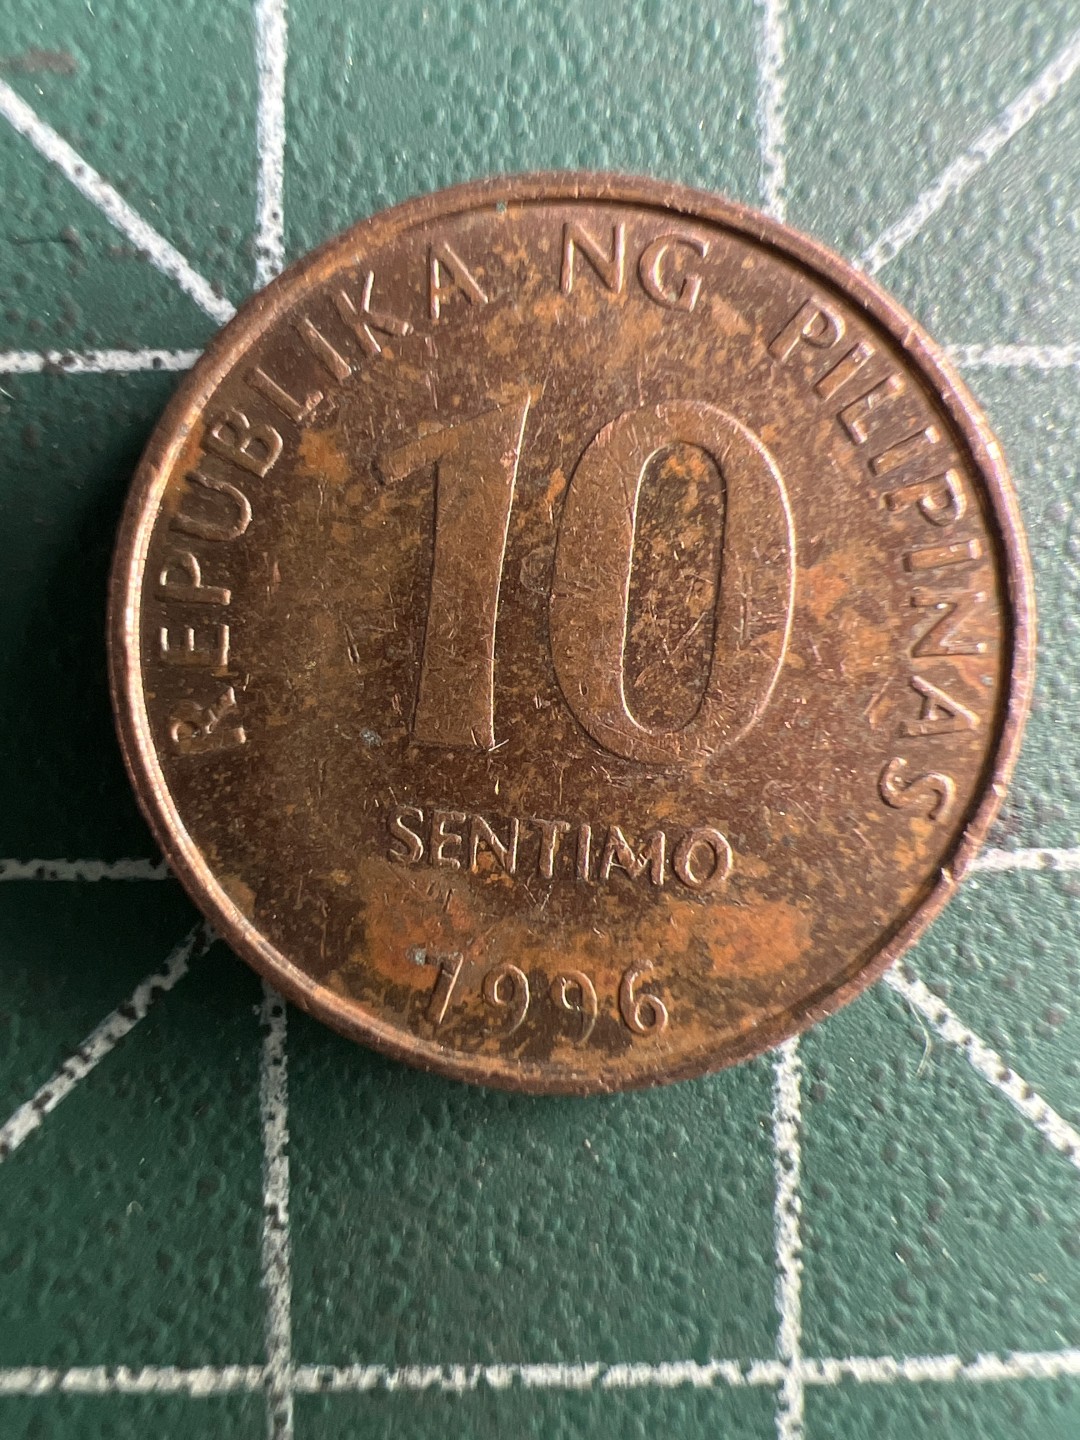 REPUBLIKA NG PILIPINAS
10
SENTIMO
1996